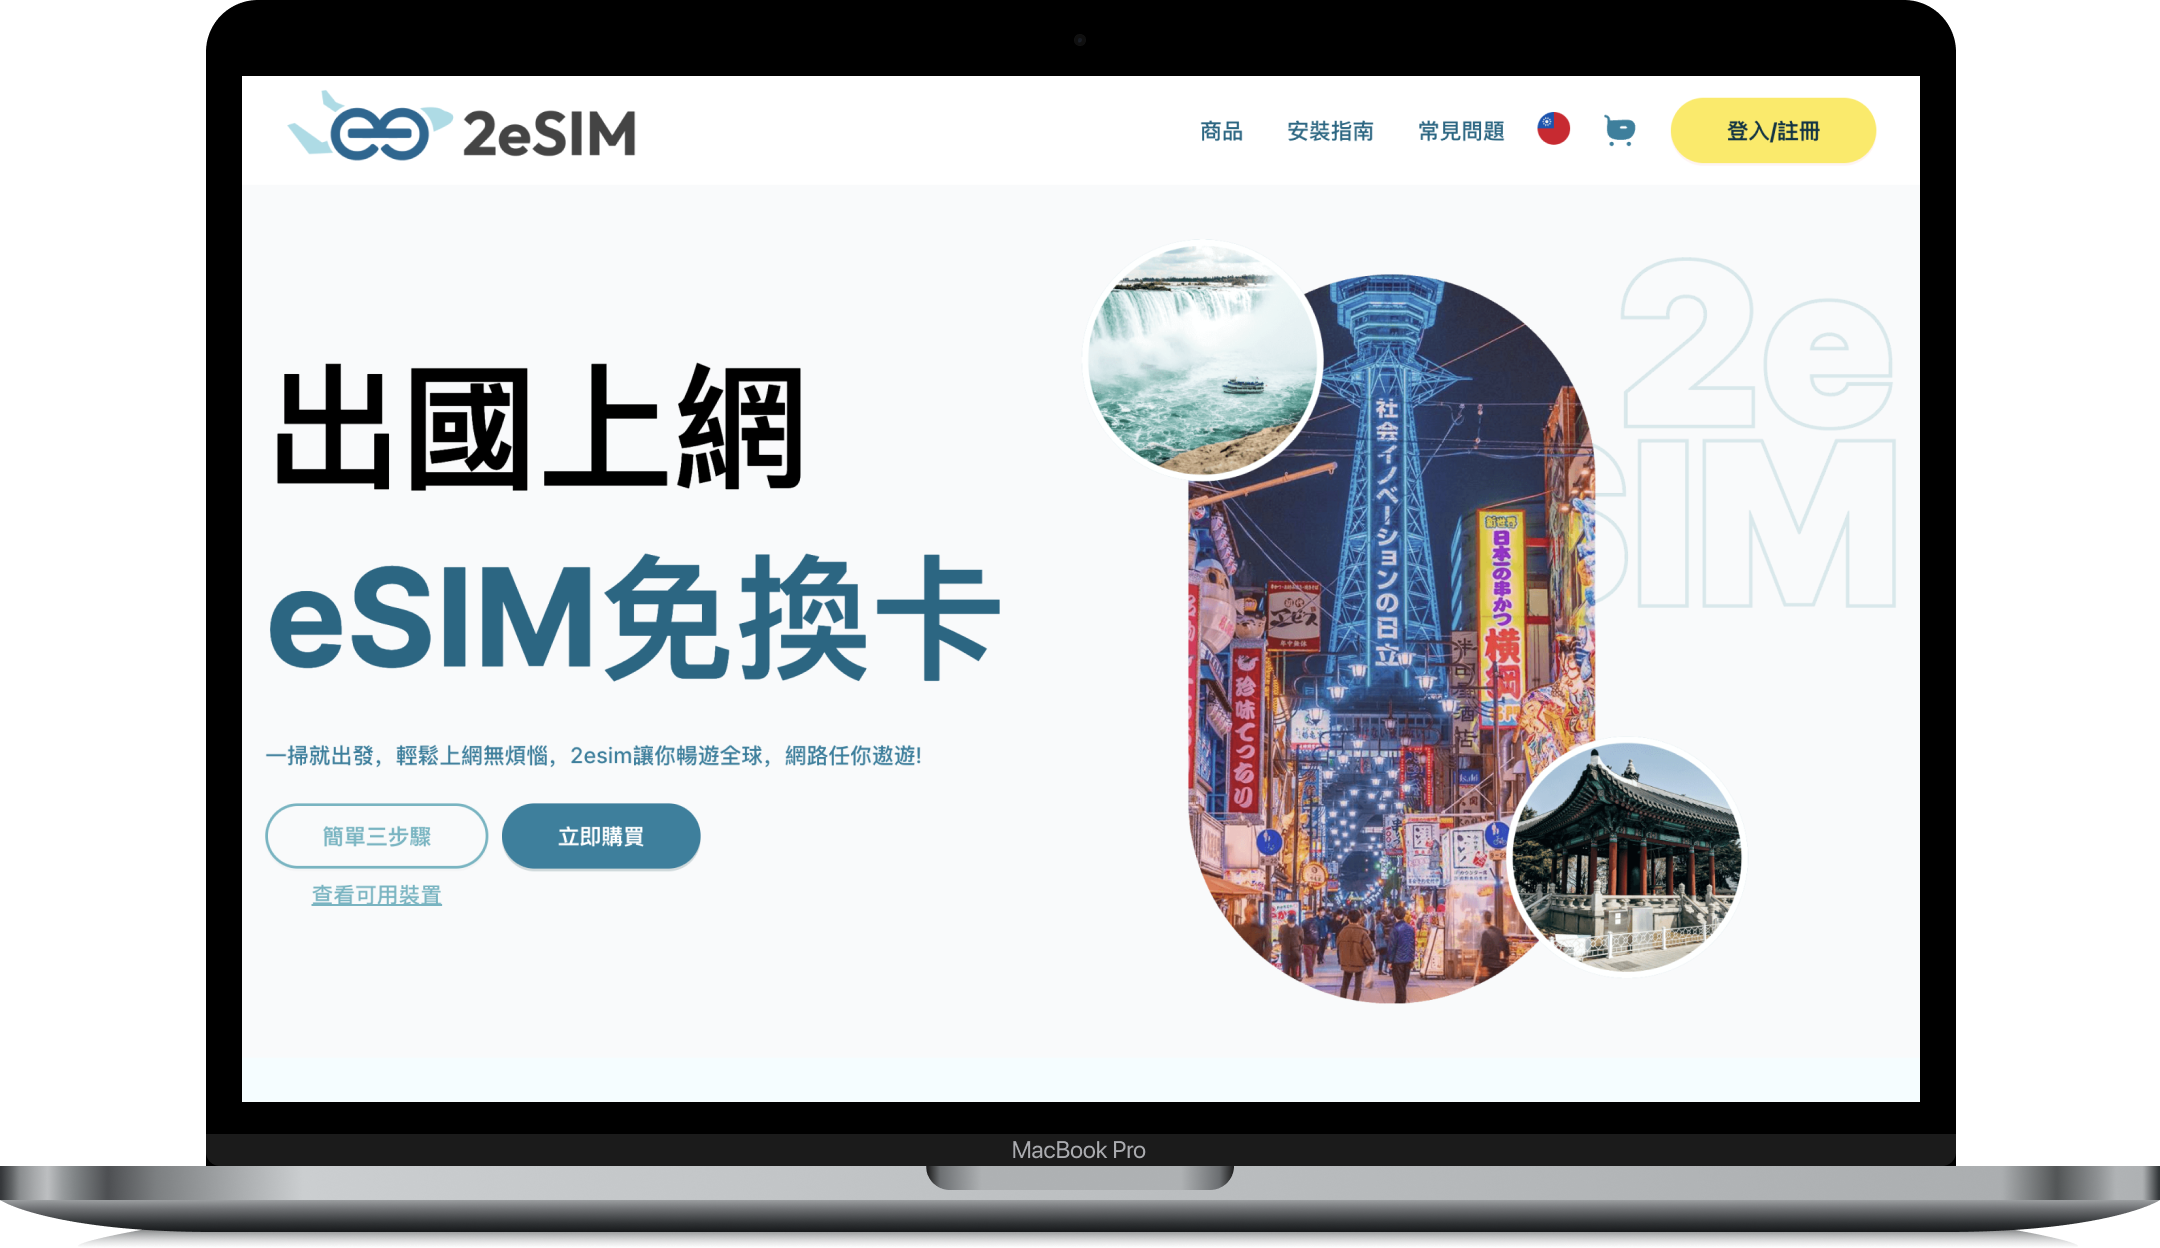 2eSIM
商品
安裝指南
常見問題
登入/註冊
2e
SIM
出國上網
eSIM免換卡
一掃就出發，輕鬆上網無煩惱，2esim讓你暢遊全球，網路任你遨遊!
簡單三步驟
立即購買
查看可用裝置
社会イノベーションの日立
新世界
日本一の串かつ
横綱
珍味てっちり
MacBook Pro